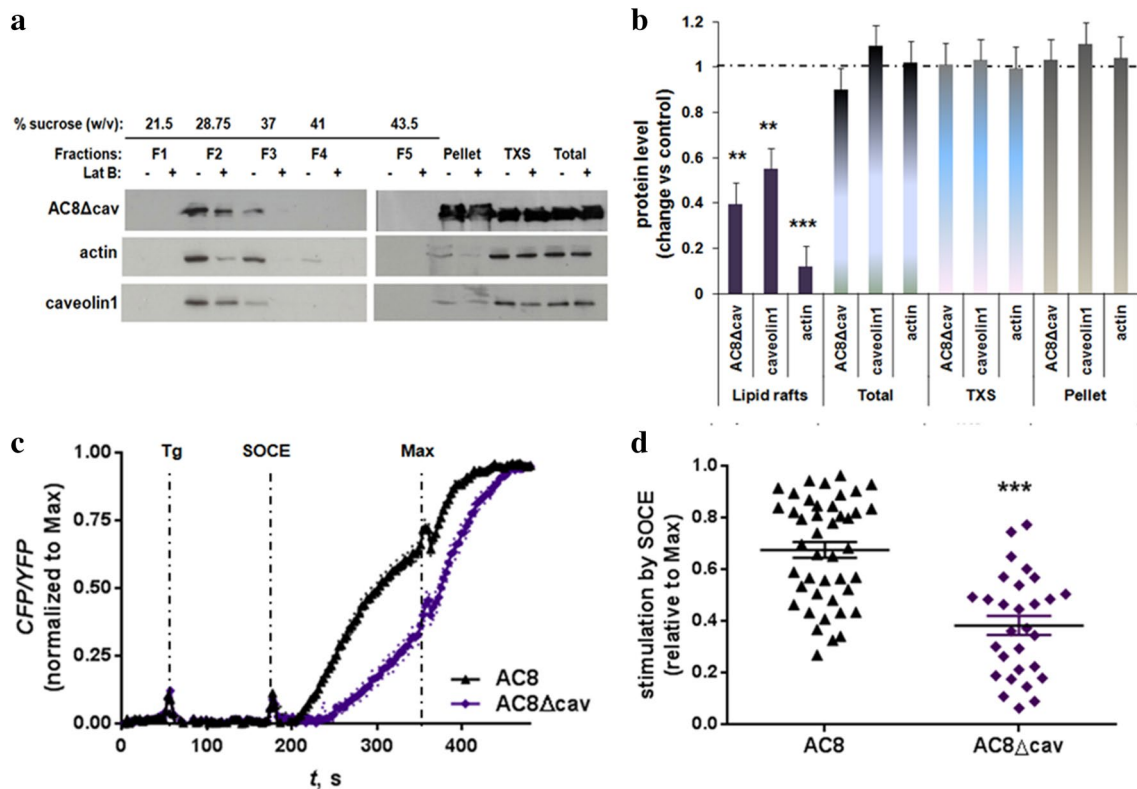 a
% sucrose (w/v): 21.5 28.75 37 41 43.5
Fractions: F1 F2 F3 F4 F5 Pellet TXS Total
Lat B: - + - + - + - + - + - + - + - +
AC8Δcav
actin
caveolin1
b
protein level
(change vs control)
1.2
1
0.8
0.6
0.4
0.2
0
** ** ***
AC8Δcav caveolin1 actin AC8Δcav caveolin1 actin AC8Δcav caveolin1 actin AC8Δcav caveolin1 actin
Lipid rafts Total TXS Pellet
c
Tg SOCE Max
CFP/YFP
(normalized to Max)
1.00
0.75
0.50
0.25
0.00
AC8
AC8Δcav
0 100 200 300 400
t, s
d
stimulation by SOCE
(relative to Max)
1.0
0.8
0.6
0.4
0.2
0.0
***
AC8 AC8Δcav